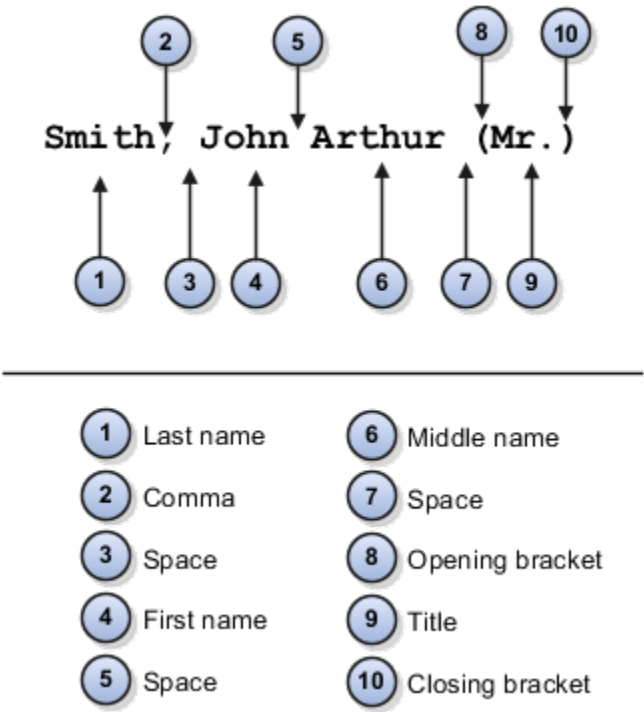 2 5 8 10
Smith, John Arthur (Mr.)
1 3 4 6 7 9
1 Last name
2 Comma
3 Space
4 First name
5 Space
6 Middle name
7 Space
8 Opening bracket
9 Title
10 Closing bracket